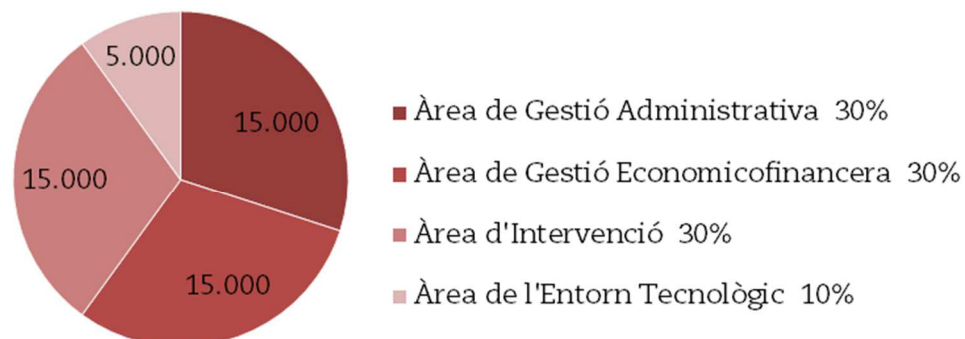 5.000
15.000
15.000
15.000
Àrea de Gestió Administrativa 30%
Àrea de Gestió Economicofinancera 30%
Àrea d'Intervenció 30%
Àrea de l'Entorn Tecnològic 10%